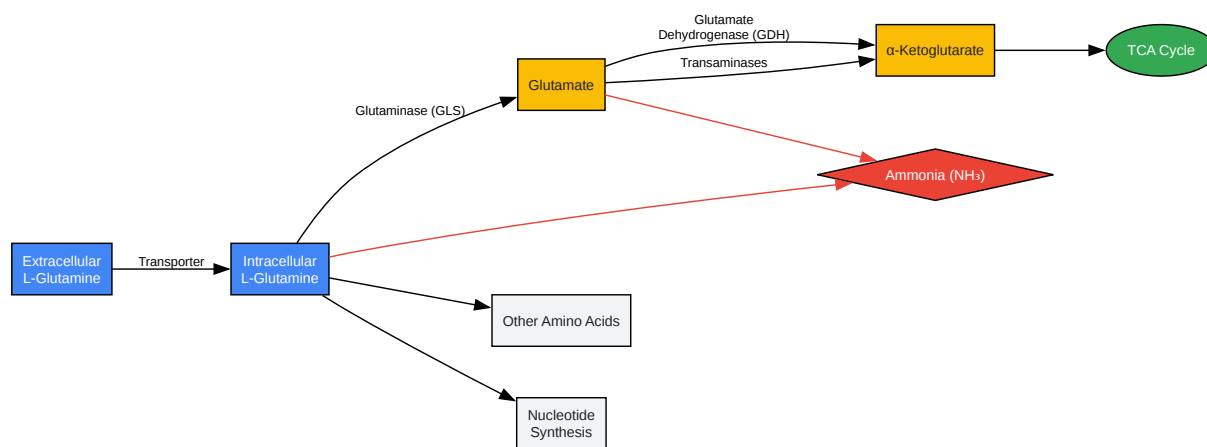 Glutamate
Dehydrogenase (GDH)
α-Ketoglutarate
TCA Cycle
Transaminases
Glutamate
Glutaminase (GLS)
Ammonia (NH₃)
Extracellular
L-Glutamine
Transporter
Intracellular
L-Glutamine
Other Amino Acids
Nucleotide
Synthesis